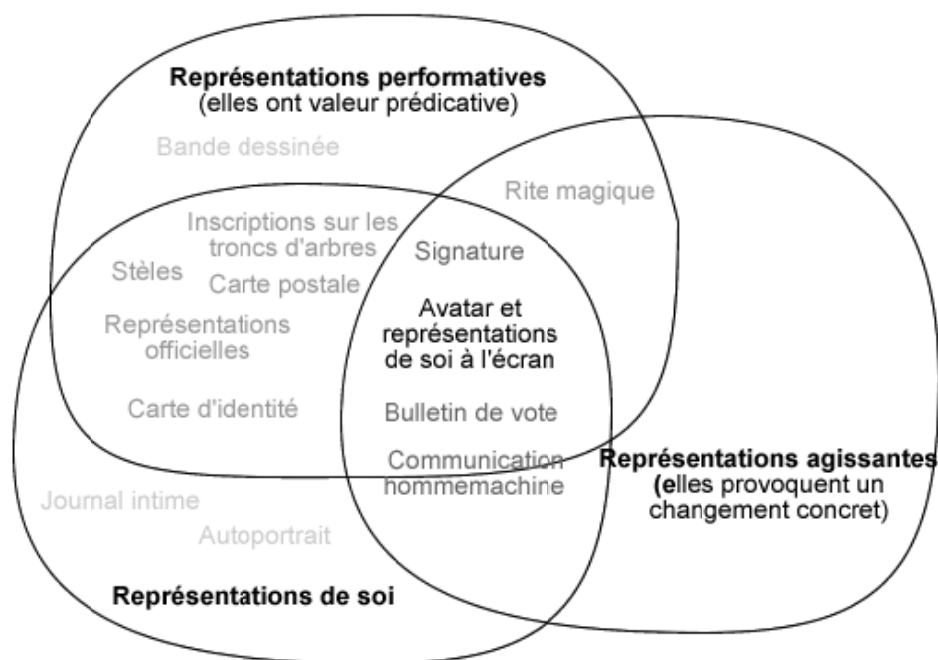 Représentations performatives
(elles ont valeur prédicative)
Bande dessinée
Rite magique
Inscriptions sur les
troncs d'arbres
Signature
Stèles
Carte postale
Avatar et
représentations
de soi à l'écran
Représentations
officielles
Carte d'identité
Bulletin de vote
Communication
hommemachine
Représentations agissantes
(elles provoquent un
changement concret)
Journal intime
Autoportrait
Représentations de soi